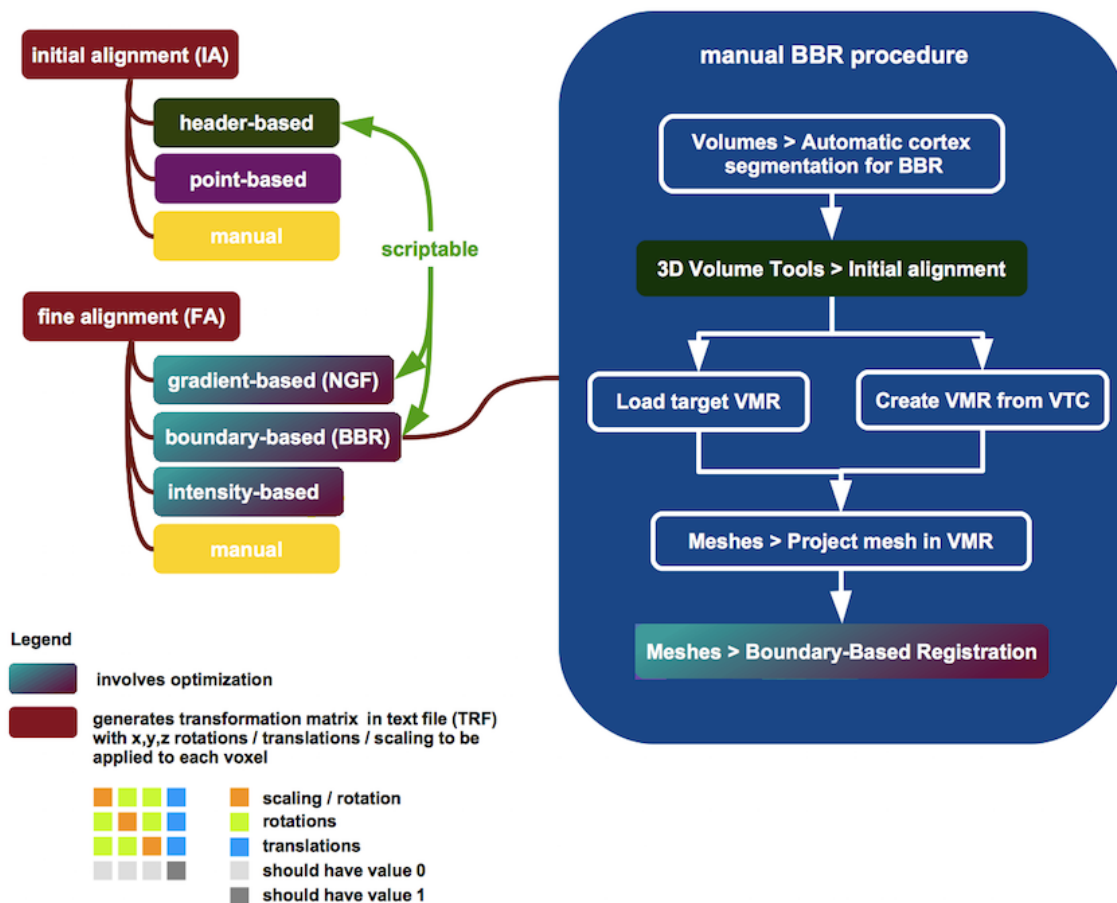 initial alignment (IA)
header-based
point-based
manual
scriptable
fine alignment (FA)
gradient-based (NGF)
boundary-based (BBR)
intensity-based
manual
manual BBR procedure
Volumes > Automatic cortex
segmentation for BBR
3D Volume Tools > Initial alignment
Load target VMR
Create VMR from VTC
Meshes > Project mesh in VMR
Meshes > Boundary-Based Registration
Legend
involves optimization
generates transformation matrix in text file (TRF)
with x,y,z rotations / translations / scaling to be
applied to each voxel
scaling / rotation
rotations
translations
should have value 0
should have value 1